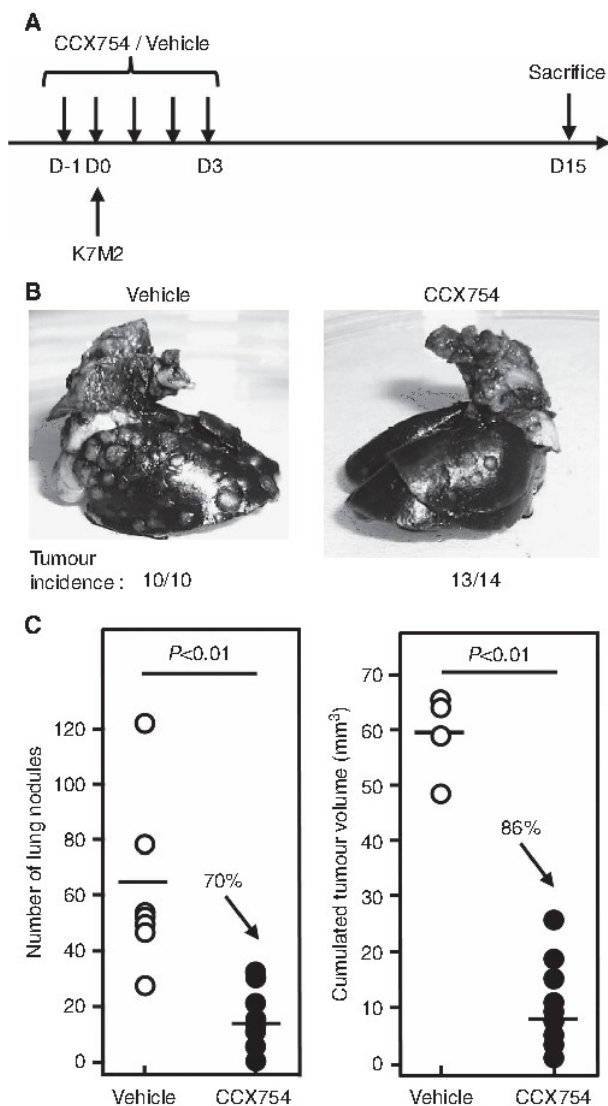 A
CCX754 / Vehicle
Sacrifice
D-1 D0 D3 D15
K7M2
B
Vehicle CCX754
Tumour
incidence : 10/10 13/14
C
P<0.01
Number of lung nodules
120
100
80
60
40
20
0
70%
Vehicle CCX754
P<0.01
Cumulated tumour volume (mm³)
70
60
50
40
30
20
10
0
86%
Vehicle CCX754